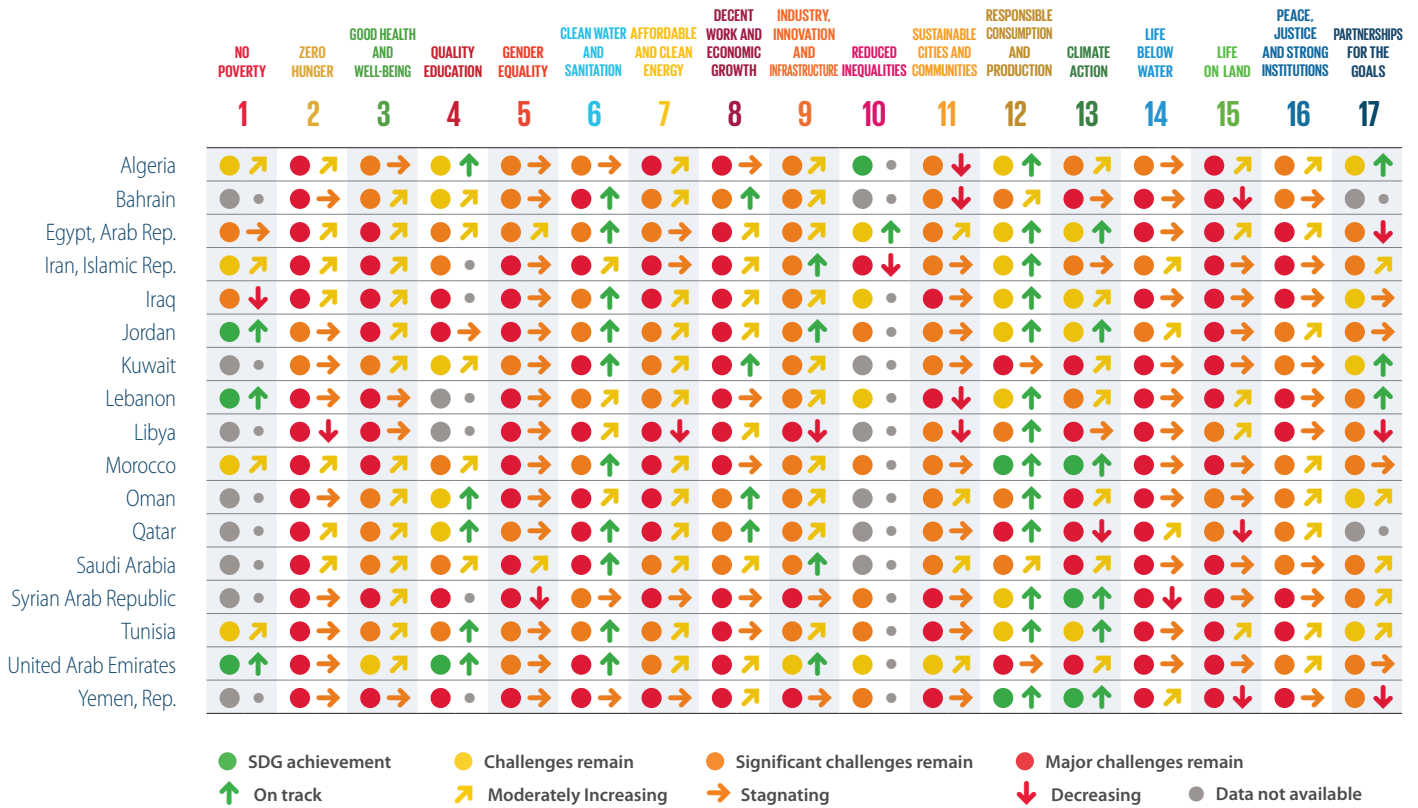 NO
POVERTY
ZERO
HUNGER
GOOD HEALTH
AND
WELL-BEING
QUALITY
EDUCATION
GENDER
EQUALITY
CLEAN WATER
AND
SANITATION
AFFORDABLE
AND CLEAN
ENERGY
DECENT
WORK AND
ECONOMIC
GROWTH
INDUSTRY,
INNOVATION
AND
INFRASTRUCTURE
REDUCED
INEQUALITIES
SUSTAINABLE
CITIES AND
COMMUNITIES
RESPONSIBLE
CONSUMPTION
AND
PRODUCTION
CLIMATE
ACTION
LIFE
BELOW
WATER
LIFE
ON LAND
PEACE,
JUSTICE
AND STRONG
INSTITUTIONS
PARTNERSHIPS
FOR THE
GOALS
1 2 3 4 5 6 7 8 9 10 11 12 13 14 15 16 17
Algeria
Bahrain
Egypt, Arab Rep.
Iran, Islamic Rep.
Iraq
Jordan
Kuwait
Lebanon
Libya
Morocco
Oman
Qatar
Saudi Arabia
Syrian Arab Republic
Tunisia
United Arab Emirates
Yemen, Rep.
SDG achievement Challenges remain Significant challenges remain Major challenges remain
On track Moderately Increasing Stagnating Decreasing Data not available